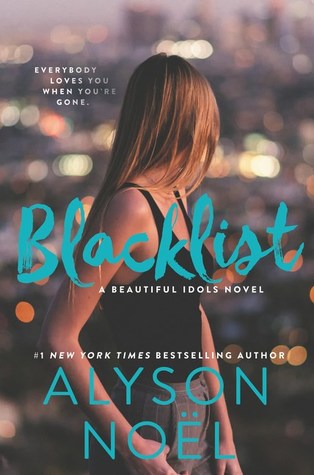 EVERYBODY
LOVES YOU
WHEN YOU'RE
GONE.
Blacklist
A BEAUTIFUL IDOLS NOVEL
#1 NEW YORK TIMES BESTSELLING AUTHOR
ALYSON
NOËL